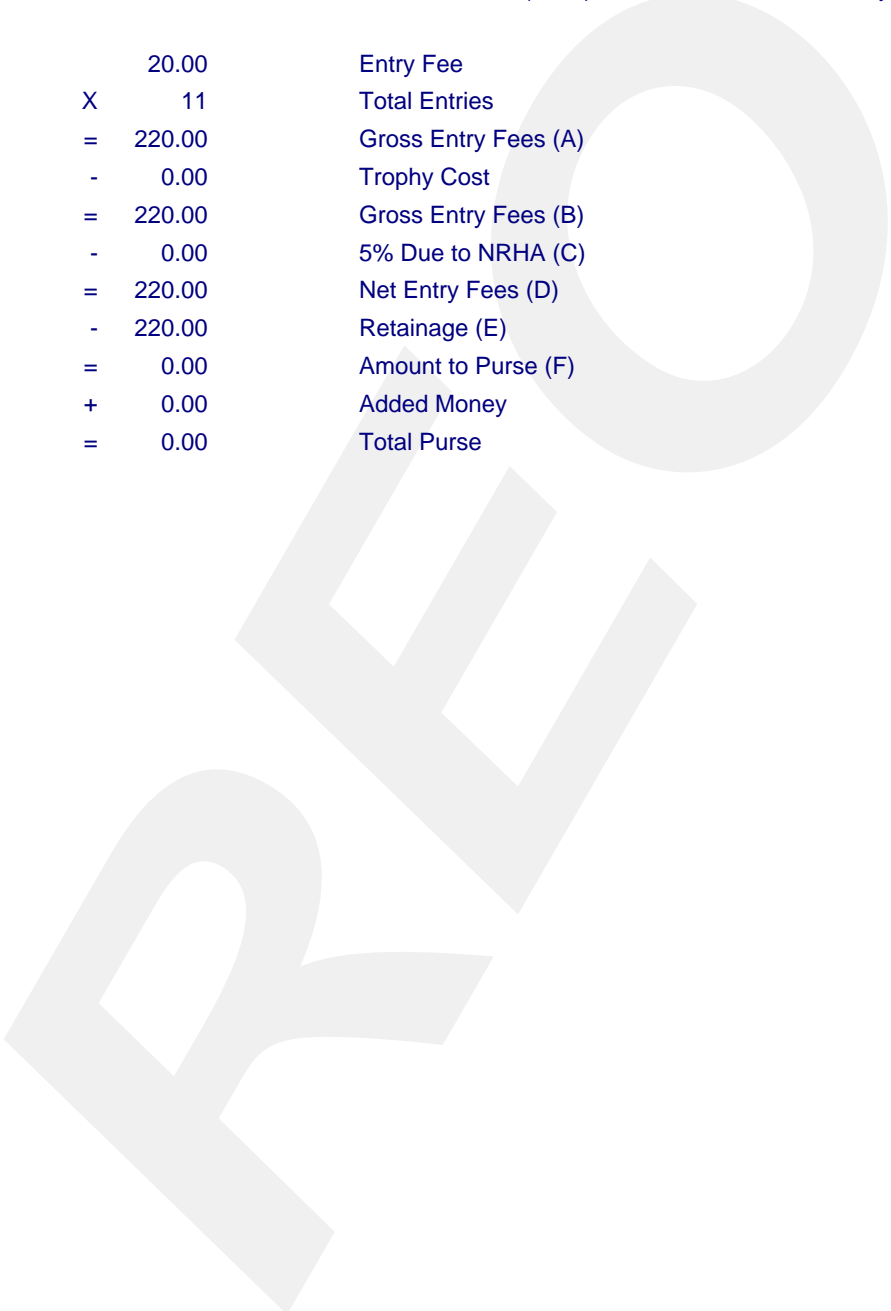 20.00 Entry Fee
X 11 Total Entries
= 220.00 Gross Entry Fees (A)
- 0.00 Trophy Cost
= 220.00 Gross Entry Fees (B)
- 0.00 5% Due to NRHA (C)
= 220.00 Net Entry Fees (D)
- 220.00 Retainage (E)
= 0.00 Amount to Purse (F)
+ 0.00 Added Money
= 0.00 Total Purse
REO